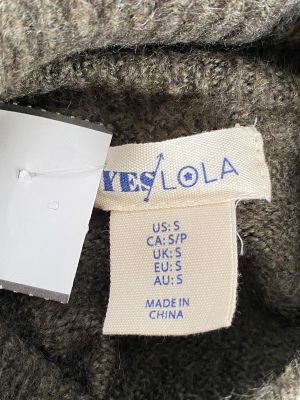 YES/LOLA
US: S
CA: S/P
UK: S
EU: S
AU: S
MADE IN
CHINA